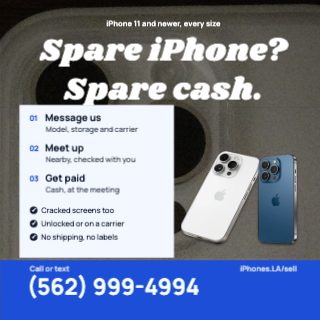 iPhone 11 and newer, every size
Spare iPhone?
Spare cash.
01 Message us
Model, storage and carrier
02 Meet up
Nearby, checked with you
03 Get paid
Cash, at the meeting
Cracked screens too
Unlocked or on a carrier
No shipping, no labels
Call or text
iPhones.LA/sell
(562) 999-4994